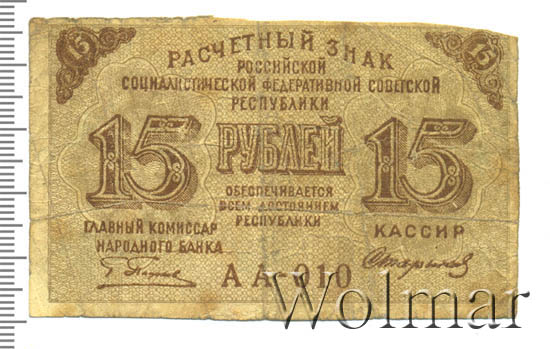 15 15
РАСЧЕТНЫЙ ЗНАК
РОССИЙСКОЙ
СОЦИАЛИСТИЧЕСКОЙ ФЕДЕРАТИВНОЙ СОВЕТСКОЙ
РЕСПУБЛИКИ
15 РУБЛЕЙ 15
ОБЕСПЕЧИВАЕТСЯ
ВСЕМ ДОСТОЯНИЕМ
РЕСПУБЛИКИ
ГЛАВНЫЙ КОМИССАР
НАРОДНОГО БАНКА
КАССИР
АА-010
Wolmar